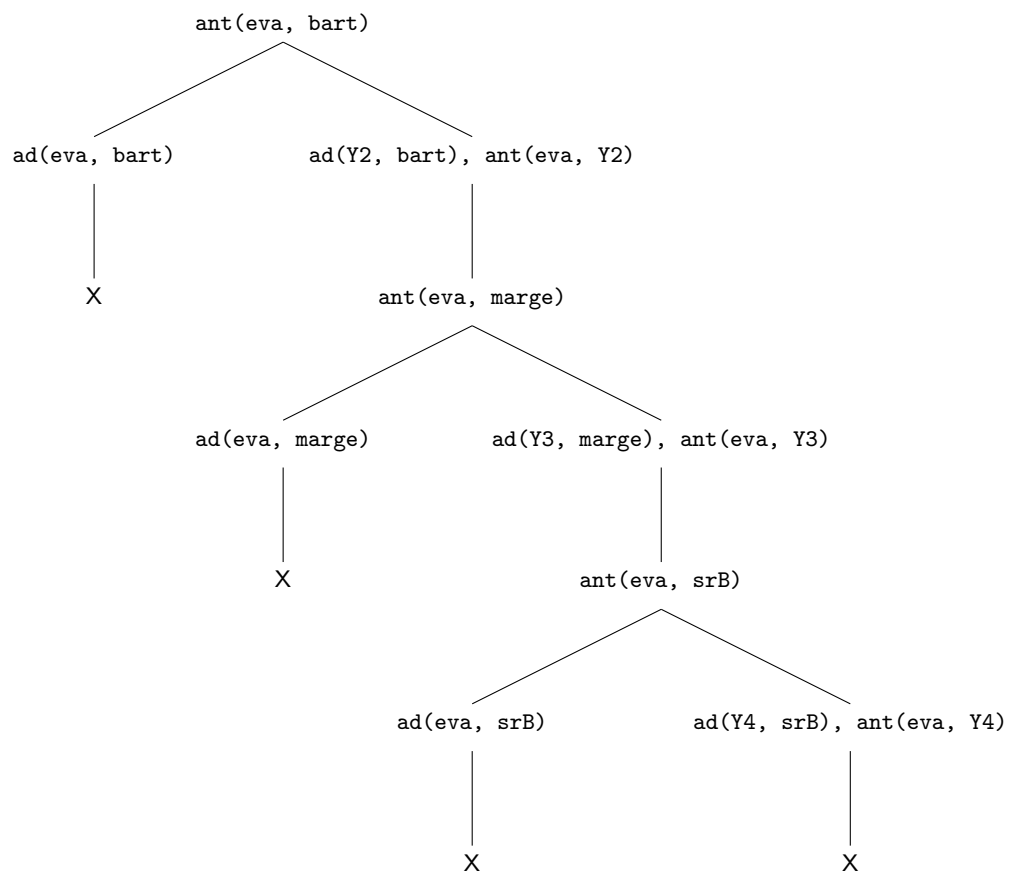 ant(eva, bart)
ad(eva, bart)
ad(Y2, bart), ant(eva, Y2)
X
ant(eva, marge)
ad(eva, marge)
ad(Y3, marge), ant(eva, Y3)
X
ant(eva, srB)
ad(eva, srB)
ad(Y4, srB), ant(eva, Y4)
X
X